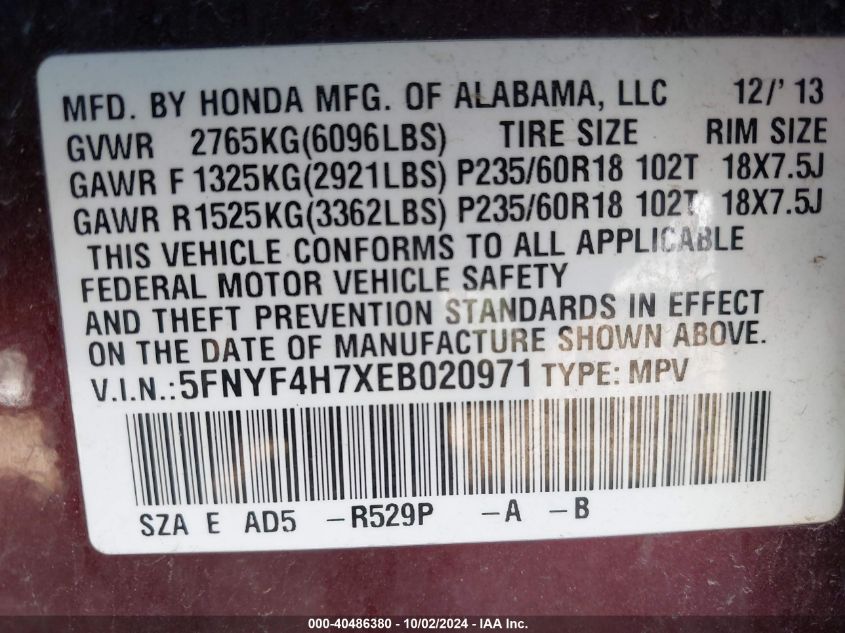 MFD. BY HONDA MFG. OF ALABAMA, LLC 12/'13
GVWR 2765KG(6096LBS) TIRE SIZE RIM SIZE
GAWR F 1325KG(2921LBS) P235/60R18 102T 18X7.5J
GAWR R1525KG(3362LBS) P235/60R18 102T 18X7.5J
THIS VEHICLE CONFORMS TO ALL APPLICABLE
FEDERAL MOTOR VEHICLE SAFETY
AND THEFT PREVENTION STANDARDS IN EFFECT
ON THE DATE OF MANUFACTURE SHOWN ABOVE.
V.I.N.:5FNYF4H7XEB020971 TYPE: MPV
SZA E AD5 -R529P -A -B
000-40486380 - 10/02/2024 - IAA Inc.